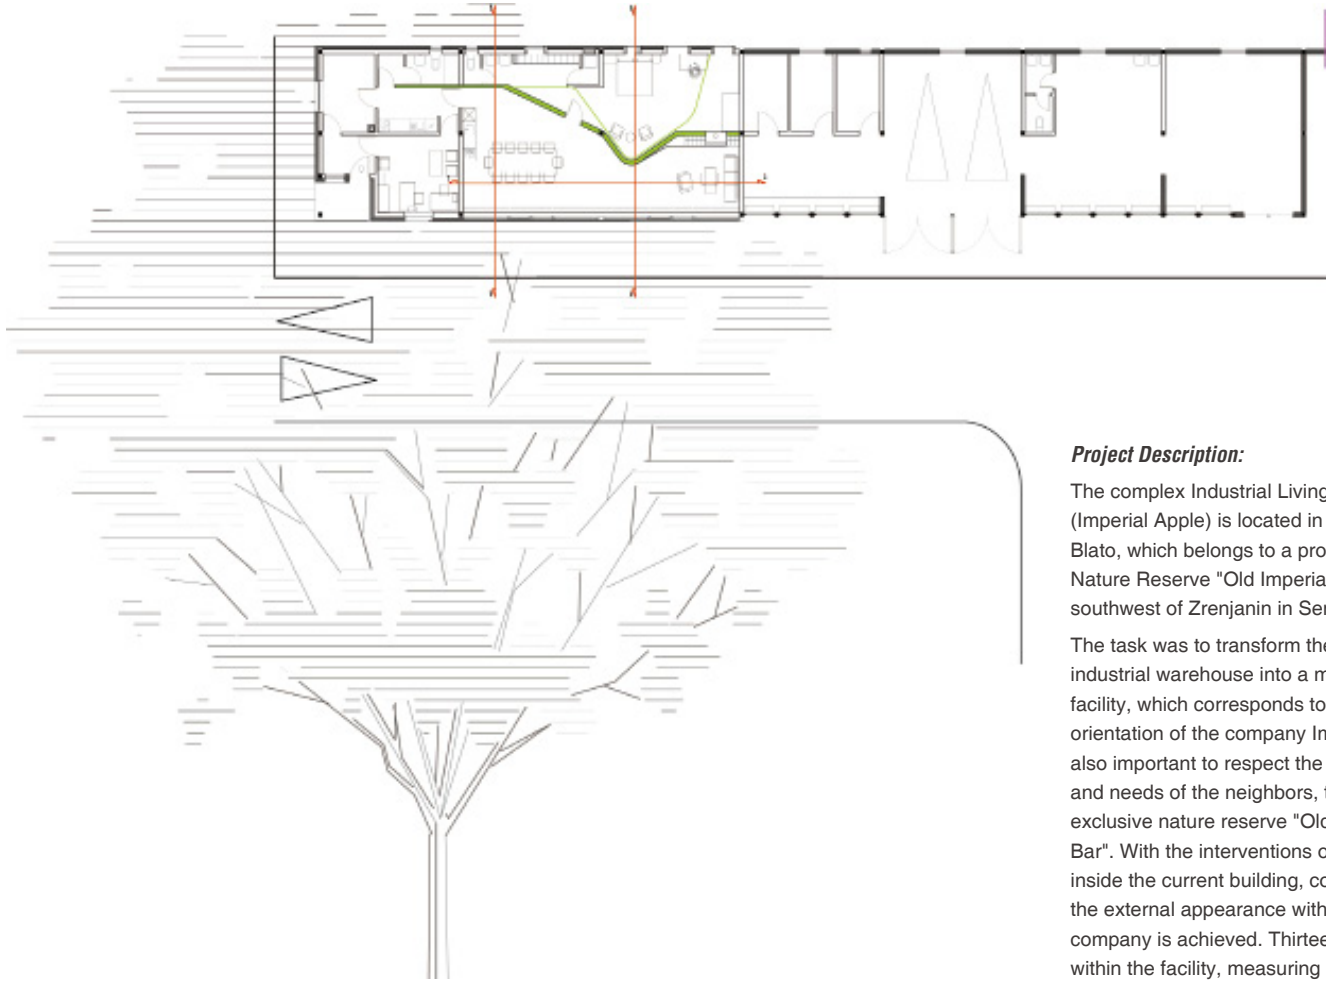 Project Description:
The complex Industrial Living
(Imperial Apple) is located in
Blato, which belongs to a pro
Nature Reserve "Old Imperia
southwest of Zrenjanin in Ser
The task was to transform the
industrial warehouse into a m
facility, which corresponds to
orientation of the company Im
also important to respect the
and needs of the neighbors, t
exclusive nature reserve "Old
Bar". With the interventions o
inside the current building, co
the external appearance with
company is achieved. Thirtee
within the facility, measuring